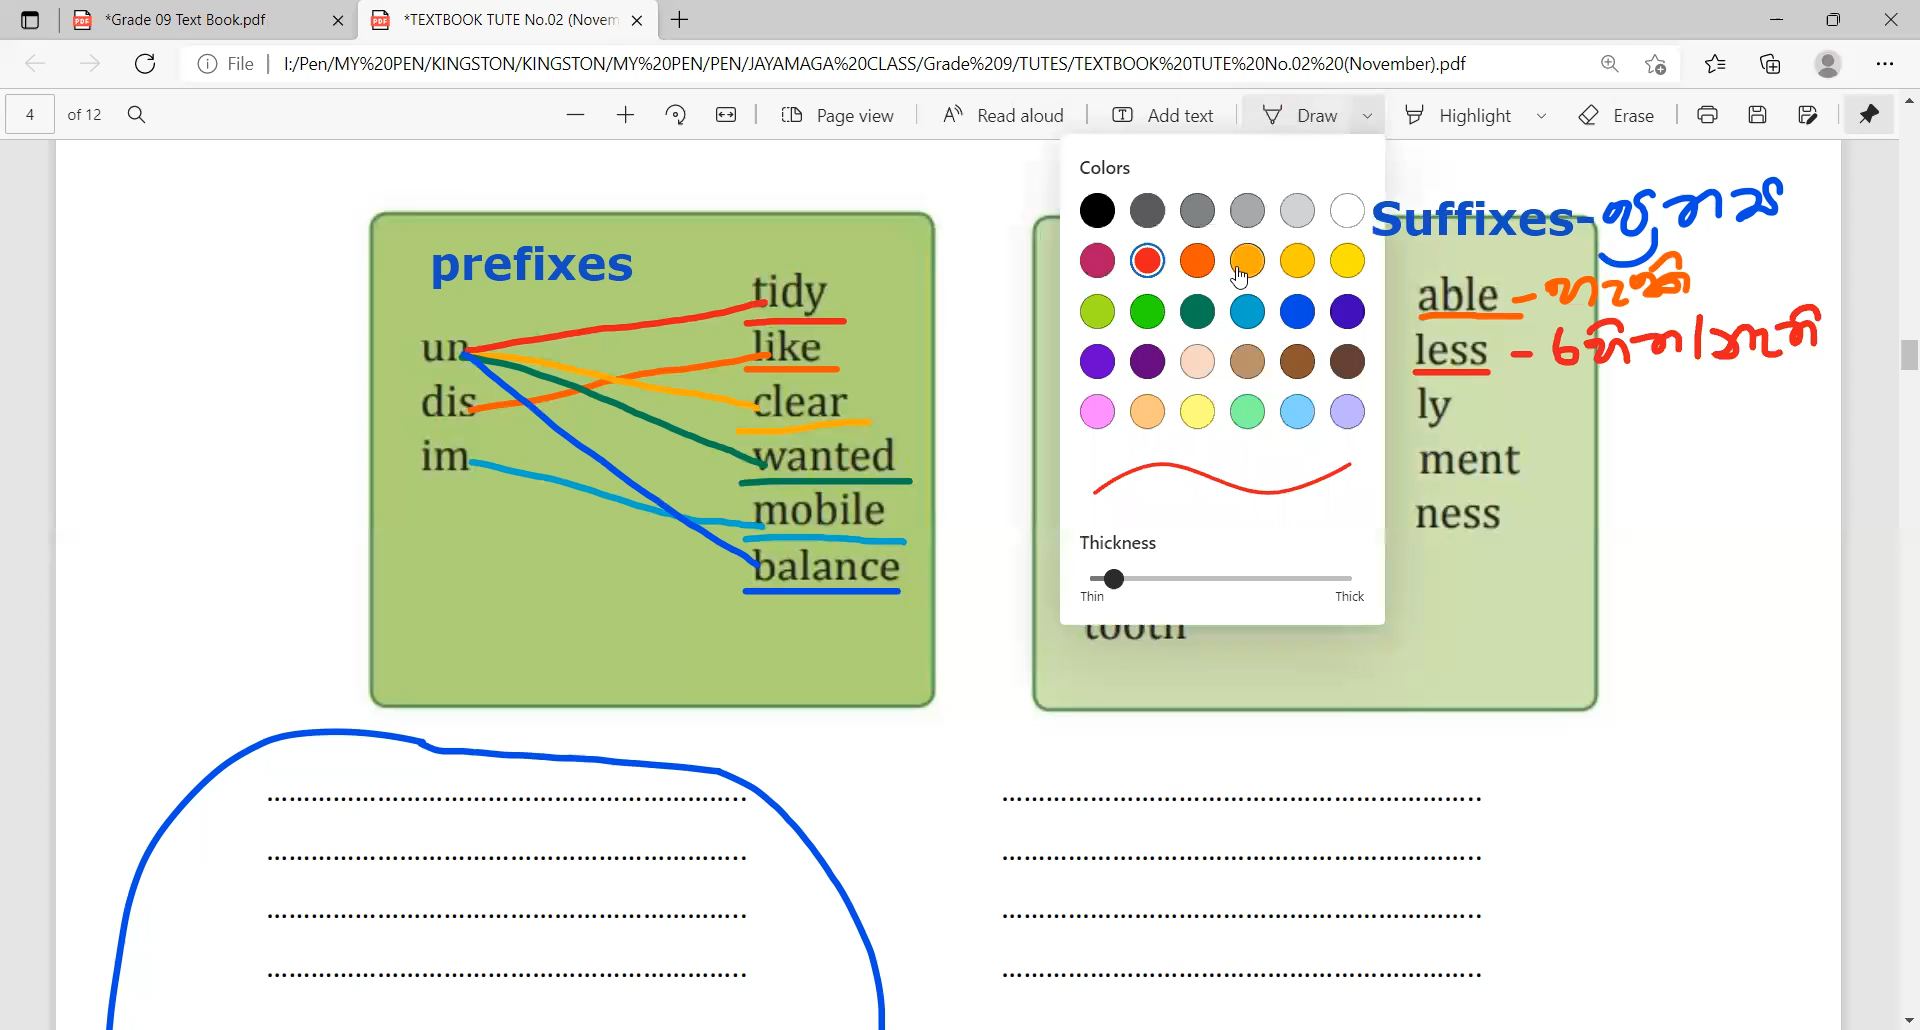 *Grade 09 Text Book.pdf
*TEXTBOOK TUTE No.02 (Novem
File
I:/Pen/MY%20PEN/KINGSTON/KINGSTON/MY%20PEN/PEN/JAYAMAGA%20CLASS/Grade%209/TUTES/TEXTBOOK%20TUTE%20No.02%20(November).pdf
4 of 12
Page view
Read aloud
Add text
Draw
Highlight
Erase
Colors
Thickness
Thin
Thick
prefixes
tidy
un
like
dis
clear
im
wanted
mobile
balance
Suffixes-
able -
less -
ly
ment
ness
tooth